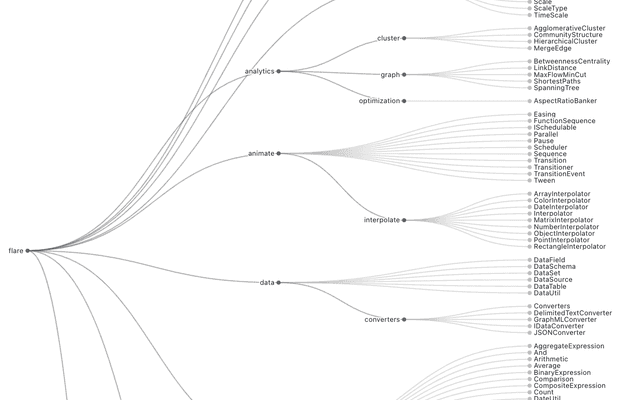 Scale
ScaleType
TimeScale
AgglomerativeCluster
CommunityStructure
cluster
HierarchicalCluster
MergeEdge
BetweennessCentrality
LinkDistance
analytics
graph
MaxFlowMinCut
ShortestPaths
SpanningTree
optimization
AspectRatioBanker
Easing
FunctionSequence
ISchedulable
Parallel
Pause
Scheduler
animate
Sequence
Transition
Transitioner
TransitionEvent
Tween
ArrayInterpolator
ColorInterpolator
DateInterpolator
Interpolator
interpolate
MatrixInterpolator
NumberInterpolator
ObjectInterpolator
PointInterpolator
RectangleInterpolator
flare
DataField
DataSchema
DataSet
data
DataSource
DataTable
DataUtil
Converters
DelimitedTextConverter
converters
GraphMLConverter
IDataConverter
JSONConverter
AggregateExpression
And
Arithmetic
Average
BinaryExpression
Comparison
CompositeExpression
Count
DateUtil